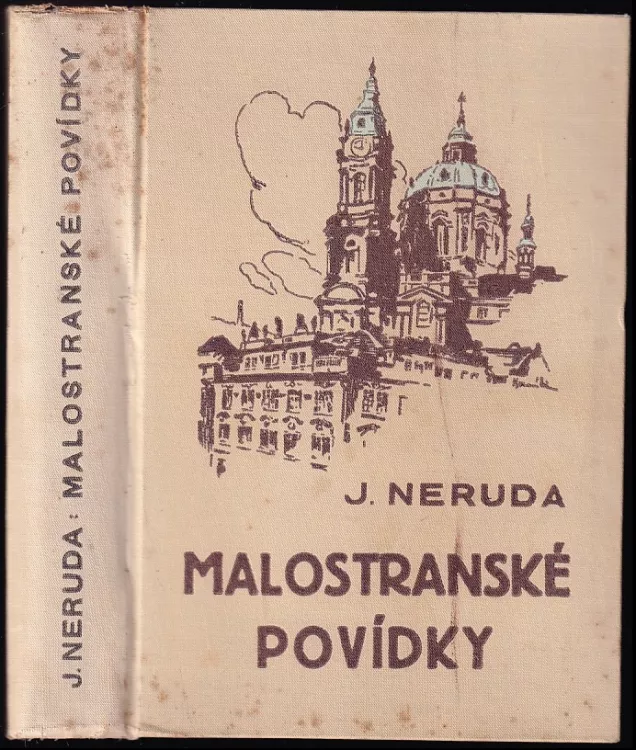 J. NERUDA: MALOSTRANSKÉ POVÍDKY
J. NERUDA
MALOSTRANSKÉ
POVÍDKY